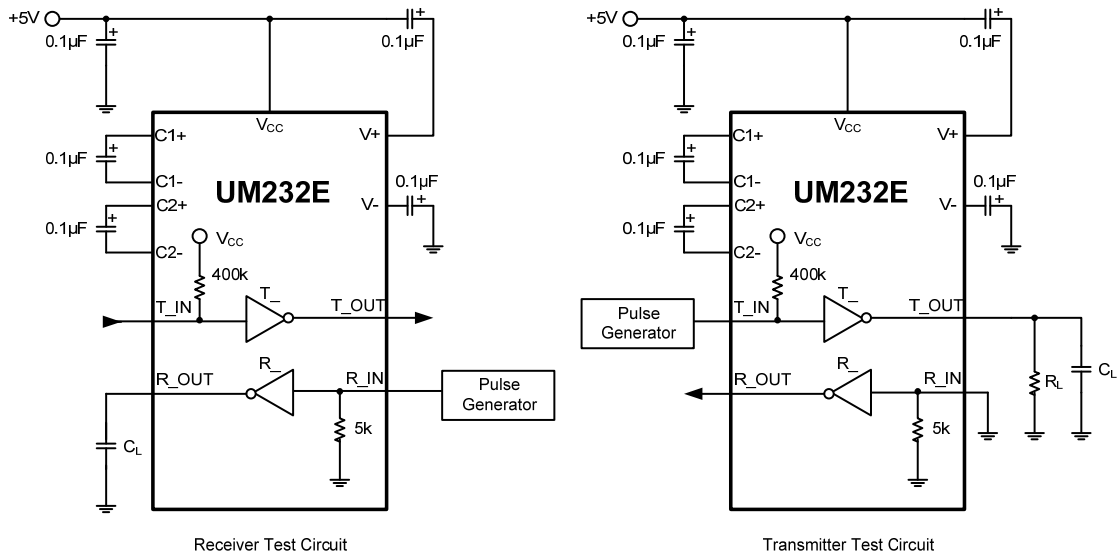 +5V
0.1µF
+
0.1µF
+
VCC
C1+
V+
0.1µF
+
C1-
UM232E
0.1µF
C2+
V-
+
0.1µF
+
C2-
VCC
400k
T_IN
T_
T_OUT
R_OUT
R_
R_IN
Pulse
Generator
5k
CL
Receiver Test Circuit
+5V
0.1µF
+
0.1µF
+
VCC
C1+
V+
0.1µF
+
C1-
UM232E
0.1µF
C2+
V-
+
0.1µF
+
C2-
VCC
400k
Pulse
Generator
T_IN
T_
T_OUT
R_OUT
R_
R_IN
5k
RL
CL
Transmitter Test Circuit